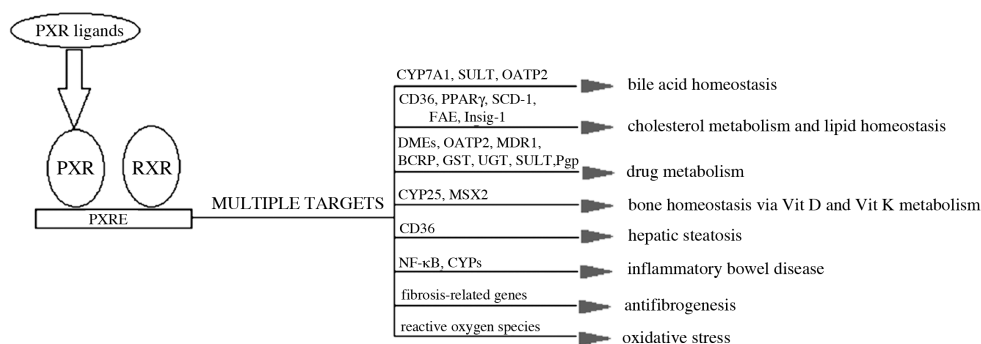 PXR ligands
PXR
RXR
PXRE
MULTIPLE TARGETS
CYP7A1, SULT, OATP2
bile acid homeostasis
CD36, PPARγ, SCD-1,
FAE, Insig-1
cholesterol metabolism and lipid homeostasis
DMEs, OATP2, MDR1,
BCRP, GST, UGT, SULT,Pgp
drug metabolism
CYP25, MSX2
bone homeostasis via Vit D and Vit K metabolism
CD36
hepatic steatosis
NF-κB, CYPs
inflammatory bowel disease
fibrosis-related genes
antifibrogenesis
reactive oxygen species
oxidative stress